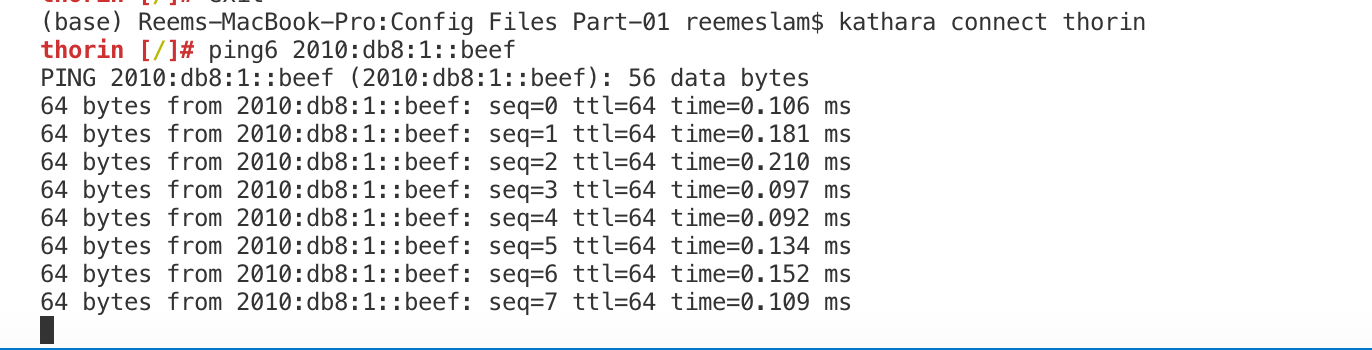 (base) Reems-MacBook-Pro:Config Files Part-01 reemeslam$ kathara connect thorin
thorin [/]# ping6 2010:db8:1::beef
PING 2010:db8:1::beef (2010:db8:1::beef): 56 data bytes
64 bytes from 2010:db8:1::beef: seq=0 ttl=64 time=0.106 ms
64 bytes from 2010:db8:1::beef: seq=1 ttl=64 time=0.181 ms
64 bytes from 2010:db8:1::beef: seq=2 ttl=64 time=0.210 ms
64 bytes from 2010:db8:1::beef: seq=3 ttl=64 time=0.097 ms
64 bytes from 2010:db8:1::beef: seq=4 ttl=64 time=0.092 ms
64 bytes from 2010:db8:1::beef: seq=5 ttl=64 time=0.134 ms
64 bytes from 2010:db8:1::beef: seq=6 ttl=64 time=0.152 ms
64 bytes from 2010:db8:1::beef: seq=7 ttl=64 time=0.109 ms